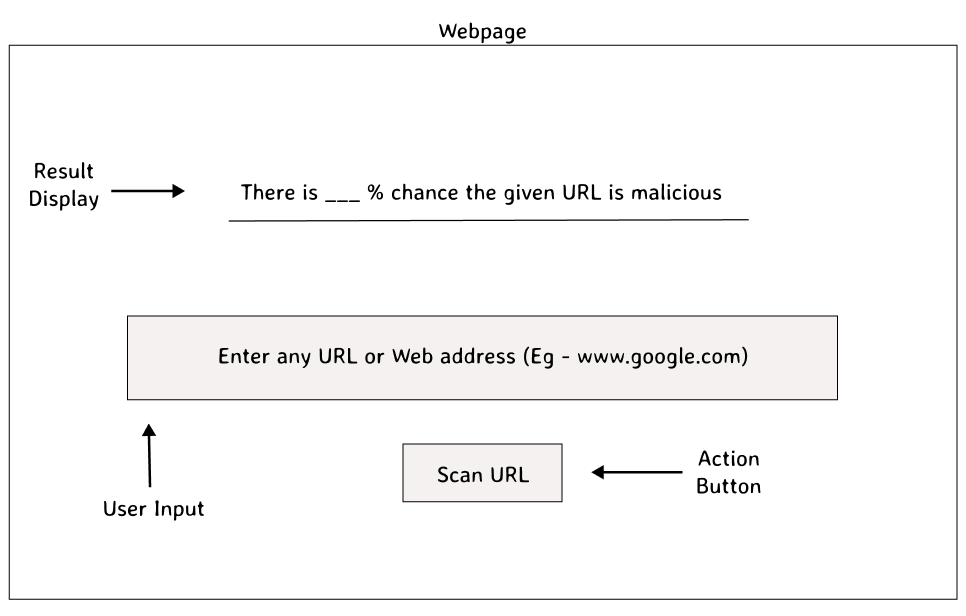 Webpage
Result
Display
There is ___ % chance the given URL is malicious
Enter any URL or Web address (Eg - www.google.com)
Scan URL
Action
Button
User Input